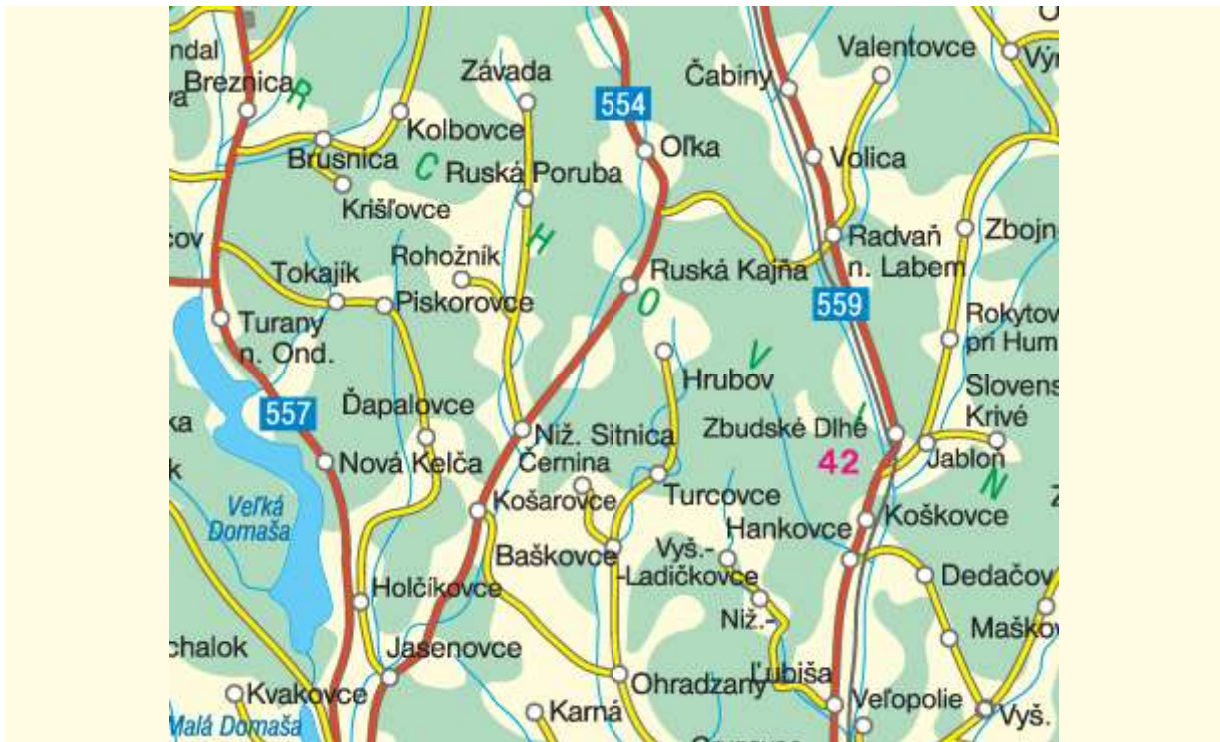 ndal
Breznica
R
Kolbovce
Brusnica
C
Krišľovce
Závada
554
Oľka
Ruská Poruba
Čabiny
Valentovce
Výr
Volica
H
Rohožník
Tokajík
Piskorovce
Turany
n. Ond.
Ruská Kajňa
O
Radvaň
n. Labem
Zbojn
559
Rokytov
pri Hum
Slovens
Krivé
V
Hrubov
557
Ďapalovce
ka
Nová Kelča
Niž. Sitnica
Černina
Zbudské Dlhé
42
Jabloň
N
Košarovce
Turcovce
Koškovce
Hankovce
Veľká
Domaša
Baškovce
Vyš.-
-Ladičkovce
Niž.-
Dedačov
Maškov
Holčíkovce
chalok
Jasenovce
Ohradzany
Ľubiša
Veľopolie
Vyš.
Kvakovce
Malá Domaša
Karná